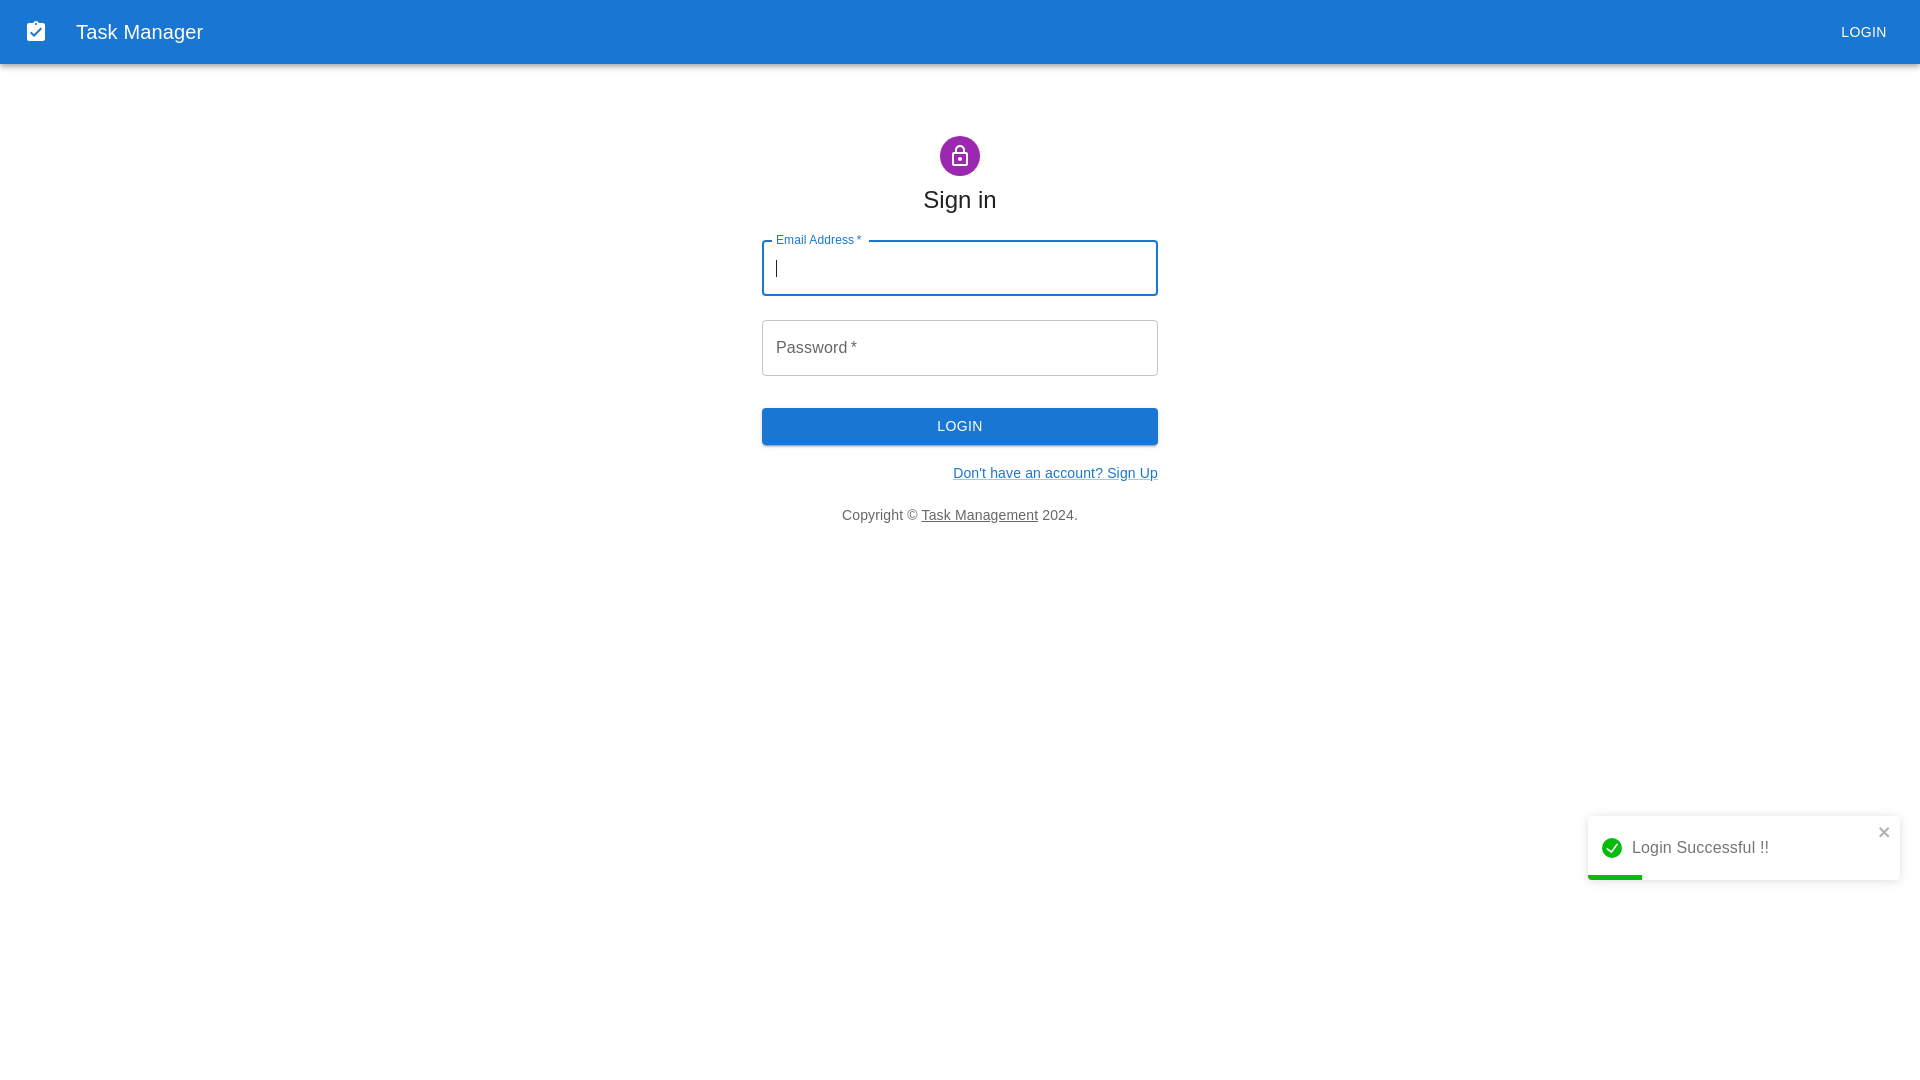 Task Manager
LOGIN
Sign in
Email Address *
Password *
LOGIN
Don't have an account? Sign Up
Copyright © Task Management 2024.
Login Successful !!